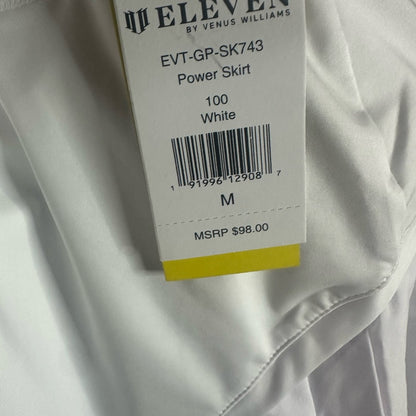 ELEVEN
BY VENUS WILLIAMS
EVT-GP-SK743
Power Skirt
100
White
1 91996 12908 7
M
MSRP $98.00